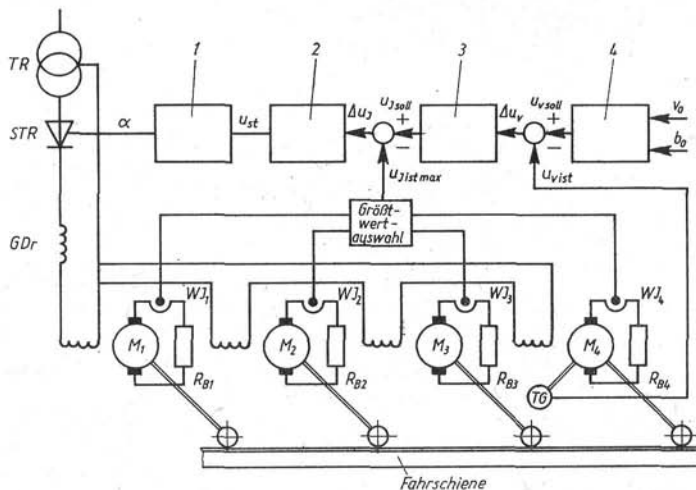 1 2 3 4
TR
STR
α
u_st
Δu_J
u_Jsoll
+
−
Δu_v
u_vsoll
+
−
v_0
b_0
u_Jist max
u_vist
GDr
Größt-
wert-
auswahl
WJ_1 WJ_2 WJ_3 WJ_4
M_1 M_2 M_3 M_4
R_B1 R_B2 R_B3 R_B4
TG
Fahrschiene